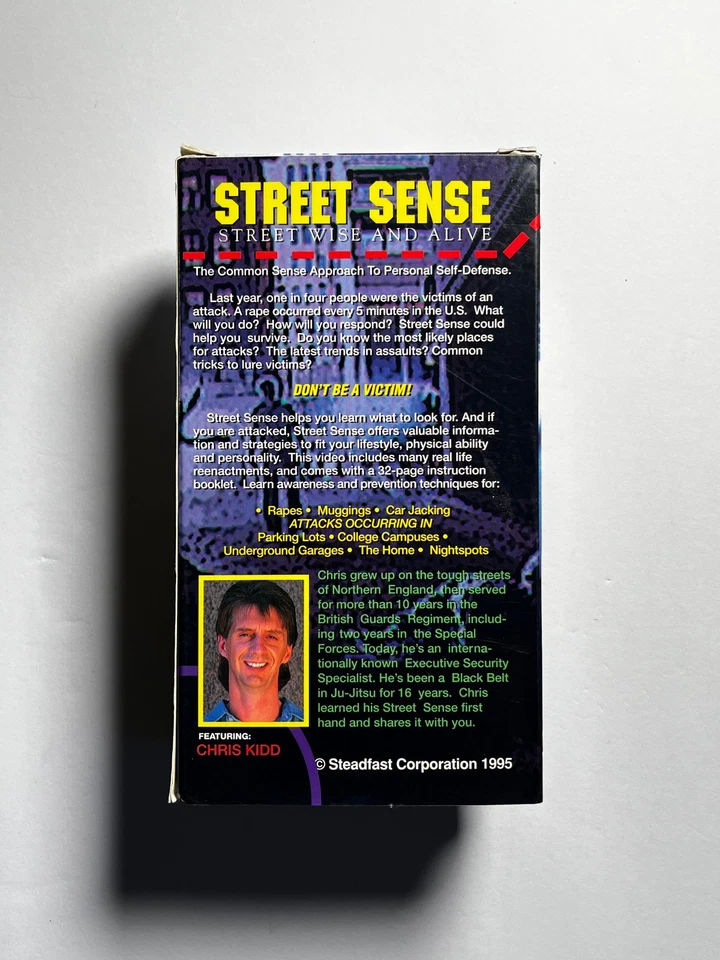 STREET SENSE
STREET WISE AND ALIVE
The Common Sense Approach To Personal Self-Defense.
Last year, one in four people were the victims of an
attack. A rape occurred every 5 minutes in the U.S. What
will you do? How will you respond? Street Sense could
help you survive. Do you know the most likely places
for attacks? The latest trends in assaults? Common
tricks to lure victims?
DON'T BE A VICTIM!
Street Sense helps you learn what to look for. And if
you are attacked, Street Sense offers valuable informa-
tion and strategies to fit your lifestyle, physical ability
and personality. This video includes many real life
reenactments, and comes with a 32-page instruction
booklet. Learn awareness and prevention techniques for:
• Rapes • Muggings • Car Jacking
ATTACKS OCCURRING IN
Parking Lots • College Campuses •
Underground Garages • The Home • Nightspots
Chris grew up on the tough streets
of Northern England, then served
for more than 10 years in the
British Guards Regiment, includ-
ing two years in the Special
Forces. Today, he's an interna-
tionally known Executive Security
Specialist. He's been a Black Belt
in Ju-Jitsu for 16 years. Chris
learned his Street Sense first
hand and shares it with you.
FEATURING:
CHRIS KIDD
© Steadfast Corporation 1995